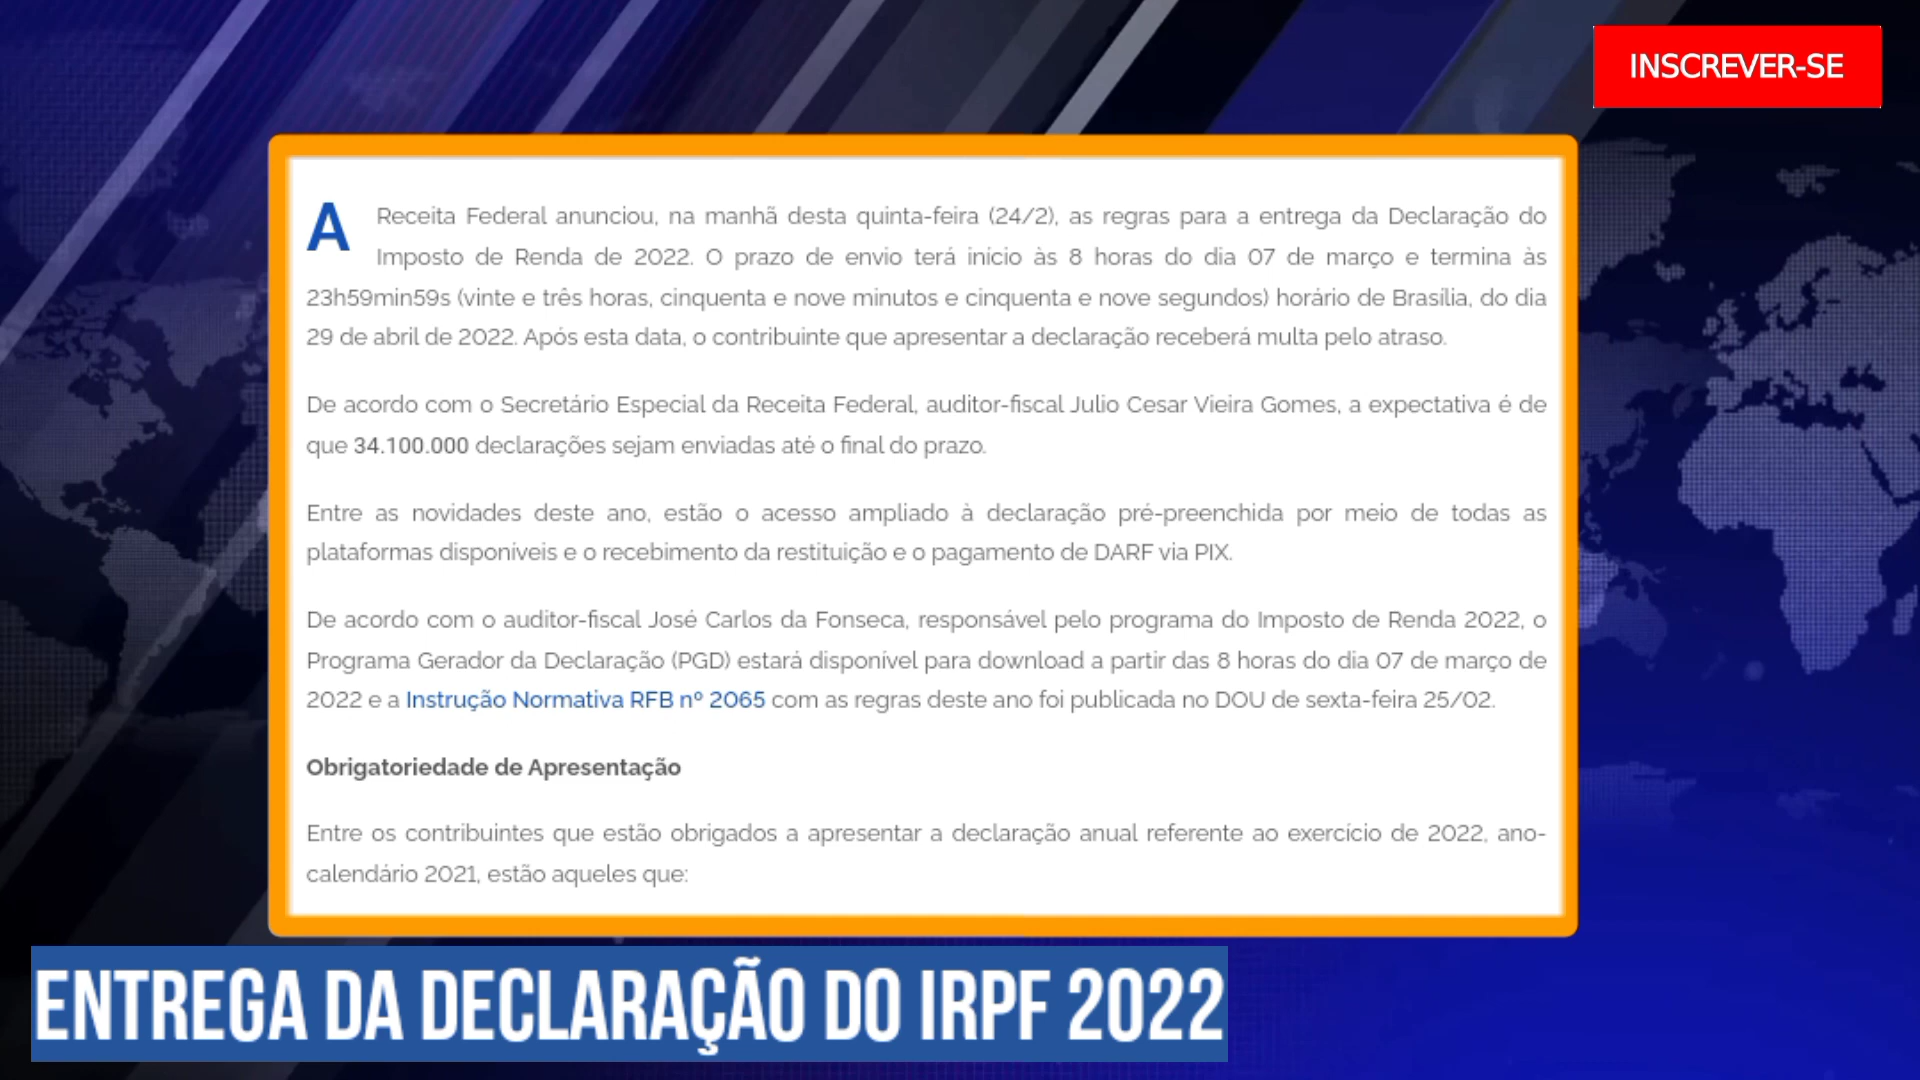 INSCREVER-SE
A Receita Federal anunciou, na manhã desta quinta-feira (24/2), as regras para a entrega da Declaração do
Imposto de Renda de 2022. O prazo de envio terá início às 8 horas do dia 07 de março e termina às
23h59min59s (vinte e três horas, cinquenta e nove minutos e cinquenta e nove segundos) horário de Brasília, do dia
29 de abril de 2022. Após esta data, o contribuinte que apresentar a declaração receberá multa pelo atraso.
De acordo com o Secretário Especial da Receita Federal, auditor-fiscal Julio Cesar Vieira Gomes, a expectativa é de
que 34.100.000 declarações sejam enviadas até o final do prazo.
Entre as novidades deste ano, estão o acesso ampliado à declaração pré-preenchida por meio de todas as
plataformas disponíveis e o recebimento da restituição e o pagamento de DARF via PIX.
De acordo com o auditor-fiscal José Carlos da Fonseca, responsável pelo programa do Imposto de Renda 2022, o
Programa Gerador da Declaração (PGD) estará disponível para download a partir das 8 horas do dia 07 de março de
2022 e a Instrução Normativa RFB nº 2065 com as regras deste ano foi publicada no DOU de sexta-feira 25/02.
Obrigatoriedade de Apresentação
Entre os contribuintes que estão obrigados a apresentar a declaração anual referente ao exercício de 2022, ano-
calendário 2021, estão aqueles que:
ENTREGA DA DECLARAÇÃO DO IRPF 2022